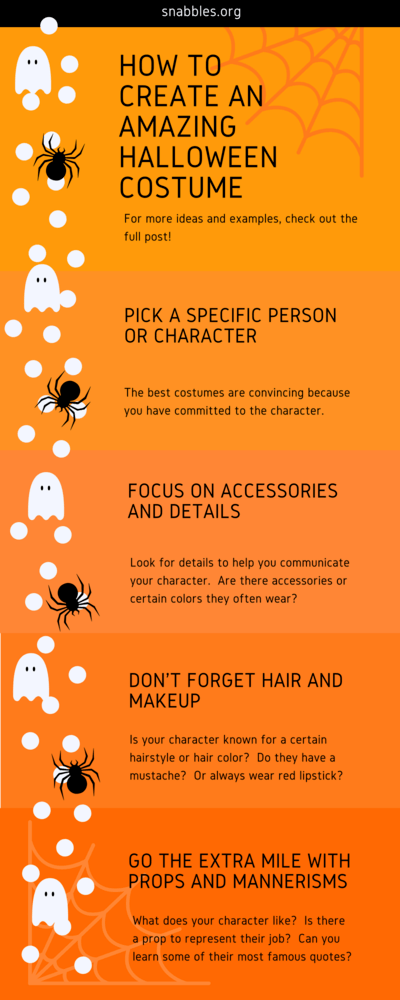 snabbles.org
HOW TO
CREATE AN
AMAZING
HALLOWEEN
COSTUME
For more ideas and examples, check out the
full post!
PICK A SPECIFIC PERSON
OR CHARACTER
The best costumes are convincing because
you have committed to the character.
FOCUS ON ACCESSORIES
AND DETAILS
Look for details to help you communicate
your character.  Are there accessories or
certain colors they often wear?
DON'T FORGET HAIR AND
MAKEUP
Is your character known for a certain
hairstyle or hair color?  Do they have a
mustache?  Or always wear red lipstick?
GO THE EXTRA MILE WITH
PROPS AND MANNERISMS
What does your character like?  Is there
a prop to represent their job?  Can you
learn some of their most famous quotes?